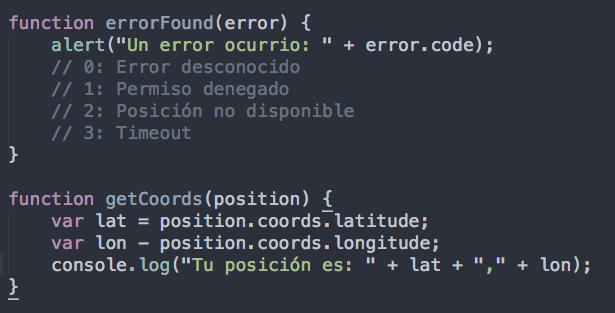 function errorFound(error) {
    alert("Un error ocurrio: " + error.code);
    // 0: Error desconocido
    // 1: Permiso denegado
    // 2: Posición no disponible
    // 3: Timeout
}
function getCoords(position) {
    var lat = position.coords.latitude;
    var lon - position.coords.longitude;
    console.log("Tu posición es: " + lat + "," + lon);
}